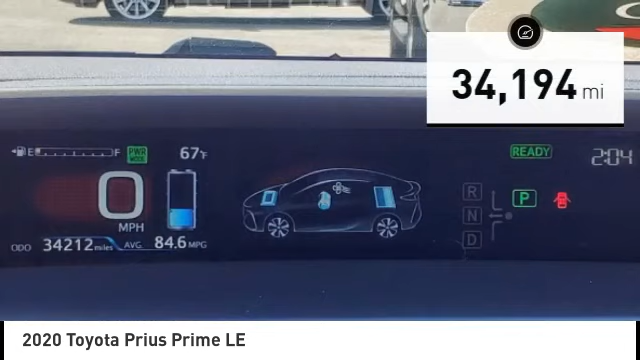 34,194 mi
E F PWR MODE 67°F READY 2:04
0
MPH
R
P
N
D
ODO 34212 miles AVG. 84.6 MPG
2020 Toyota Prius Prime LE